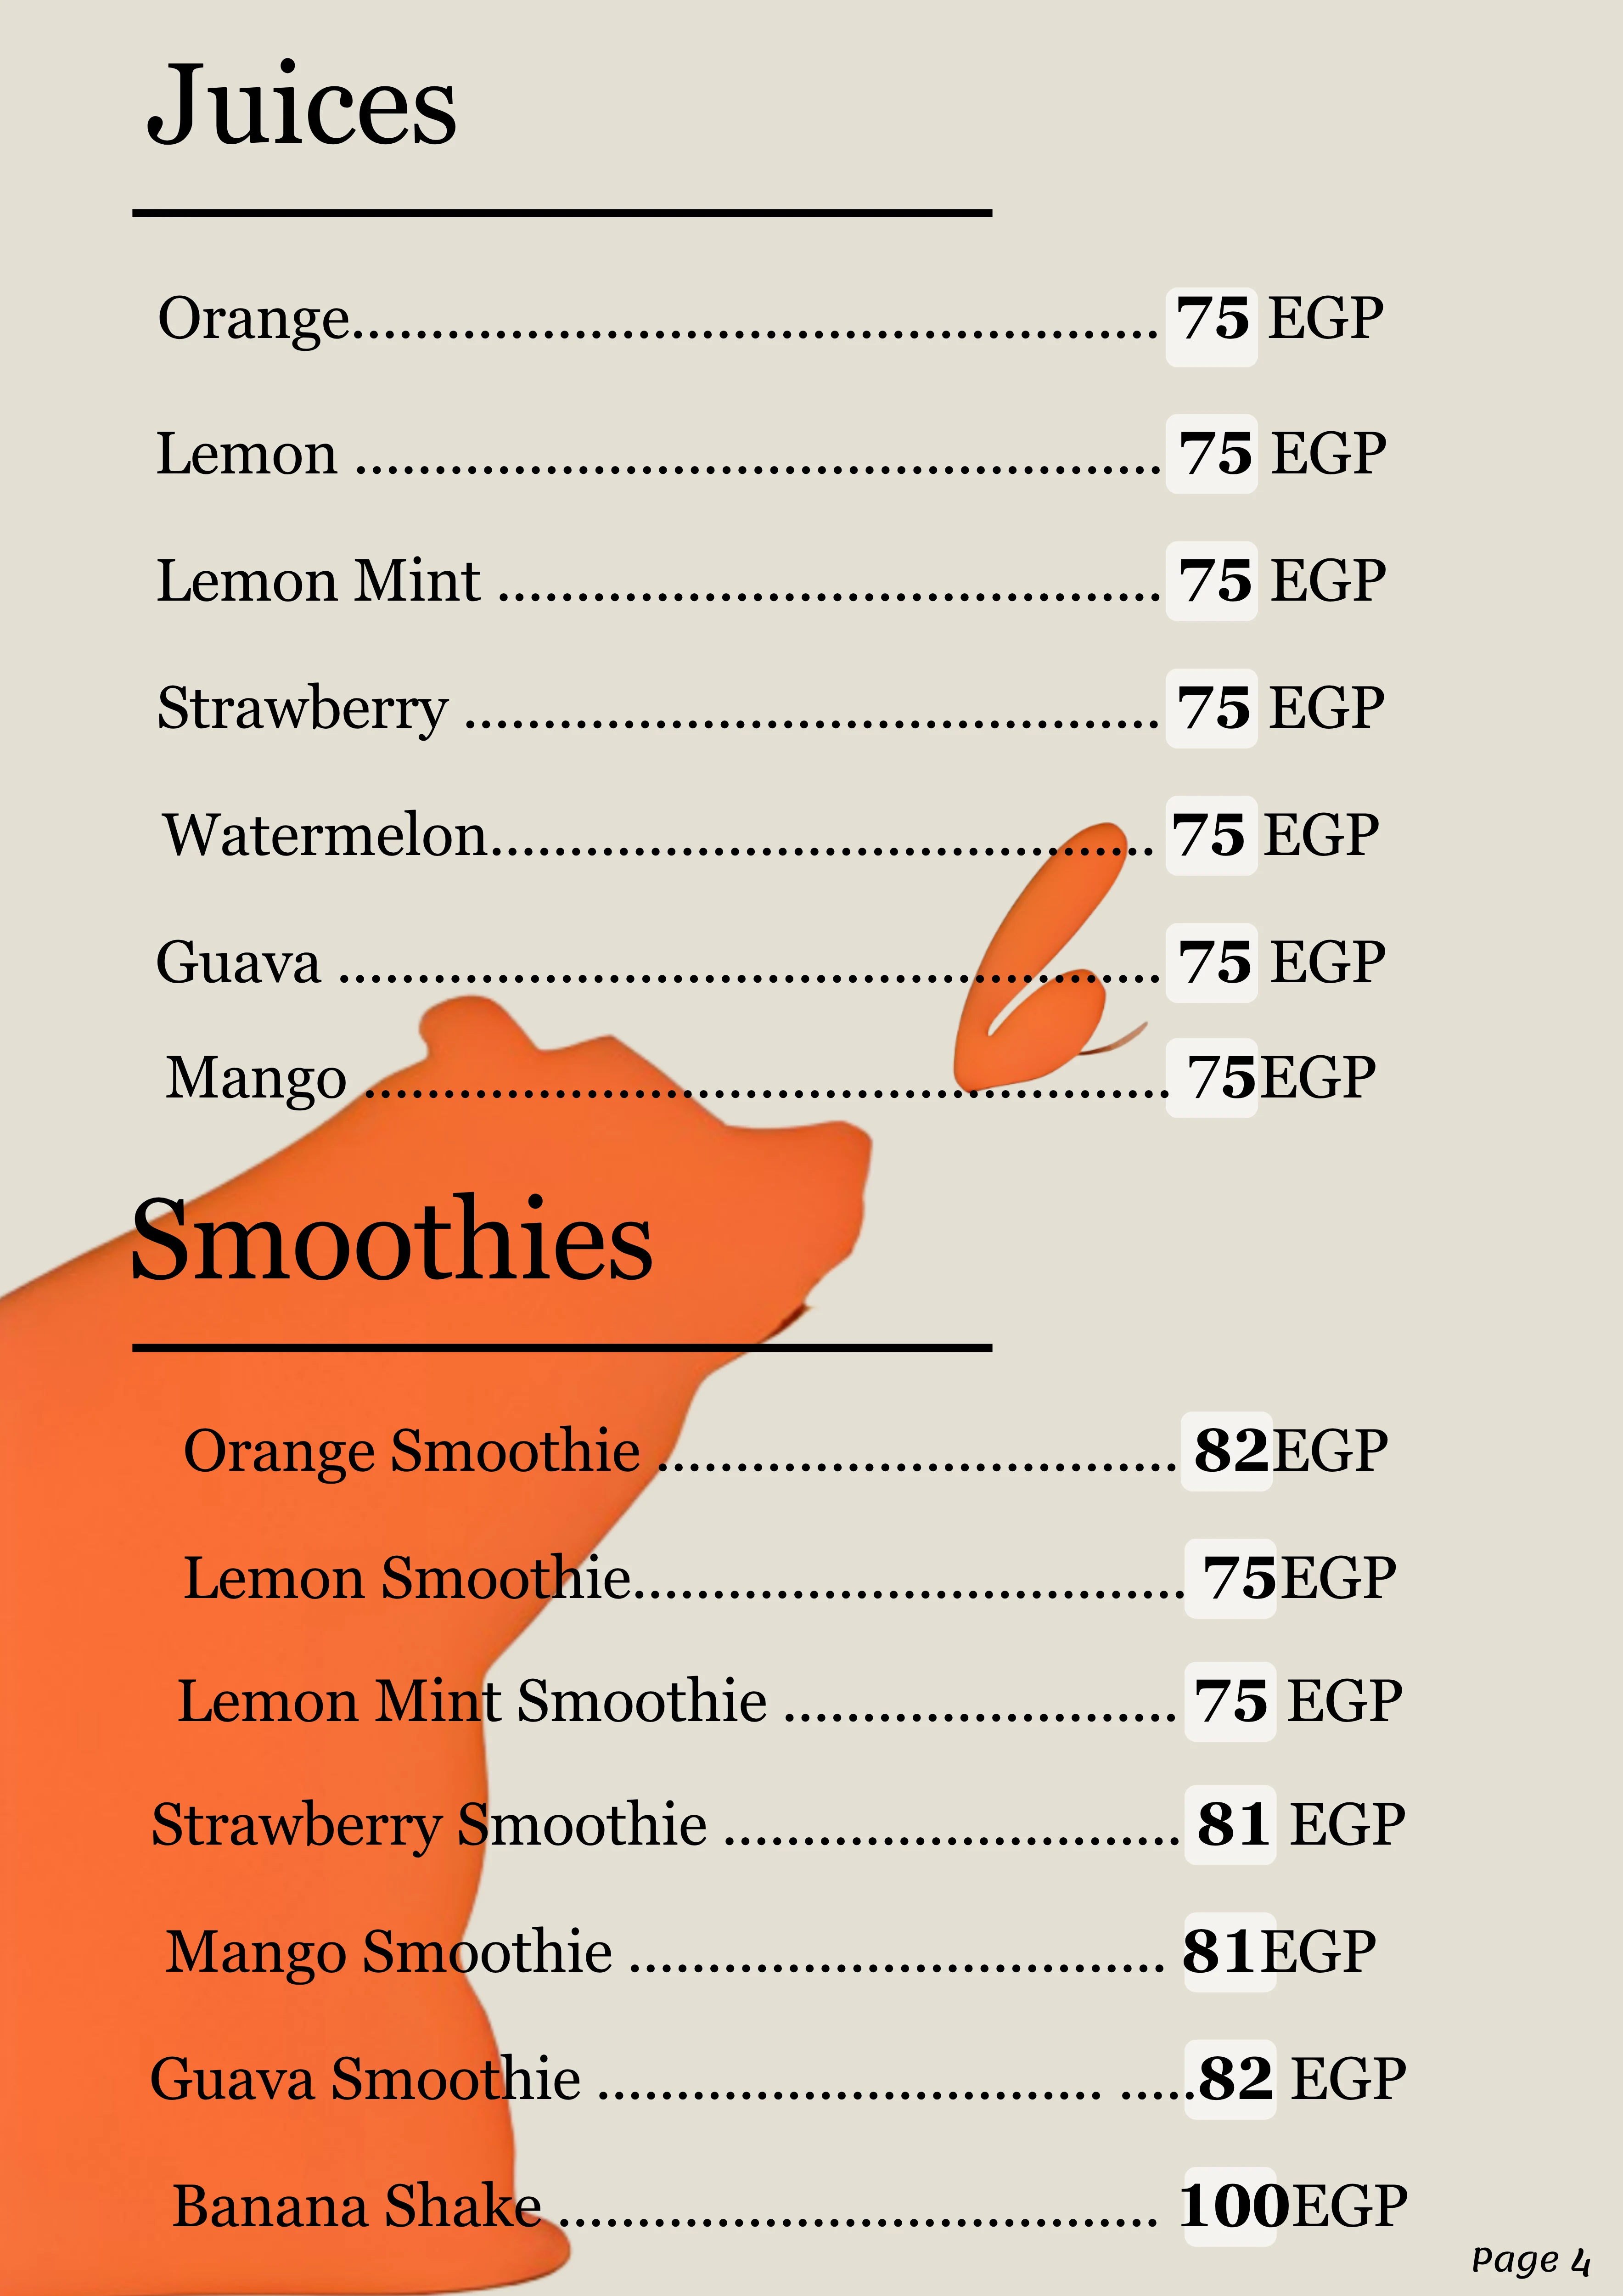 Juices
Orange................................................... 75 EGP
Lemon ................................................... 75 EGP
Lemon Mint .......................................... 75 EGP
Strawberry ............................................ 75 EGP
Watermelon.......................................... 75 EGP
Guava .................................................... 75 EGP
Mango ................................................... 75EGP
Smoothies
Orange Smoothie ................................. 82EGP
Lemon Smoothie................................... 75EGP
Lemon Mint Smoothie ......................... 75 EGP
Strawberry Smoothie ............................. 81 EGP
Mango Smoothie .................................. 81EGP
Guava Smoothie ................................ .....82 EGP
Banana Shake ...................................... 100EGP
Page 4